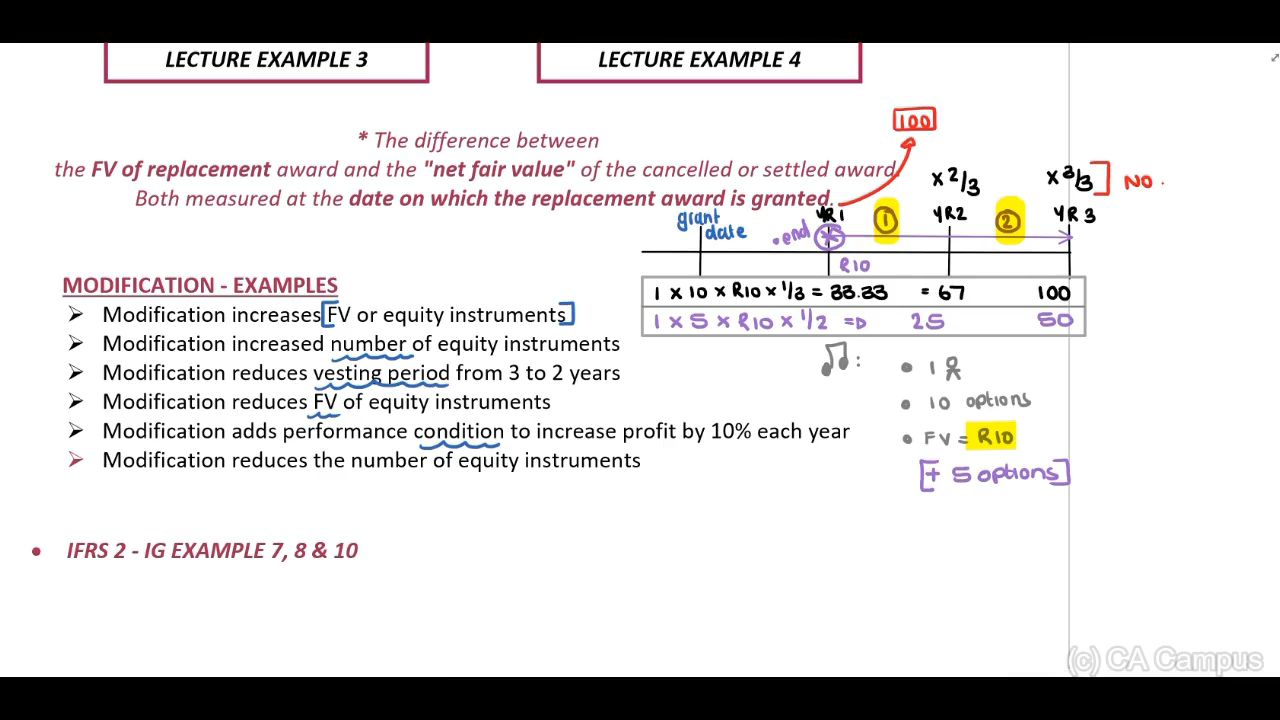 LECTURE EXAMPLE 3
LECTURE EXAMPLE 4
100
* The difference between
the FV of replacement award and the "net fair value" of the cancelled or settled award.
Both measured at the date on which the replacement award is granted.
x 2/3
x 3/3 ] NO.
grant date
.end
YR1
1
YR2
2
YR 3
R10
1 x 10 x R10 x 1/3 = 33.33 = 67 100
1 x 5 x R10 x 1/2 => 25 50
MODIFICATION - EXAMPLES
➢ Modification increases [FV or equity instruments]
➢ Modification increased number of equity instruments
➢ Modification reduces vesting period from 3 to 2 years
➢ Modification reduces FV of equity instruments
➢ Modification adds performance condition to increase profit by 10% each year
➢ Modification reduces the number of equity instruments
• 1
• 10 options
• FV = R10
[+ 5 options]
• IFRS 2 - IG EXAMPLE 7, 8 & 10
(c) CA Campus